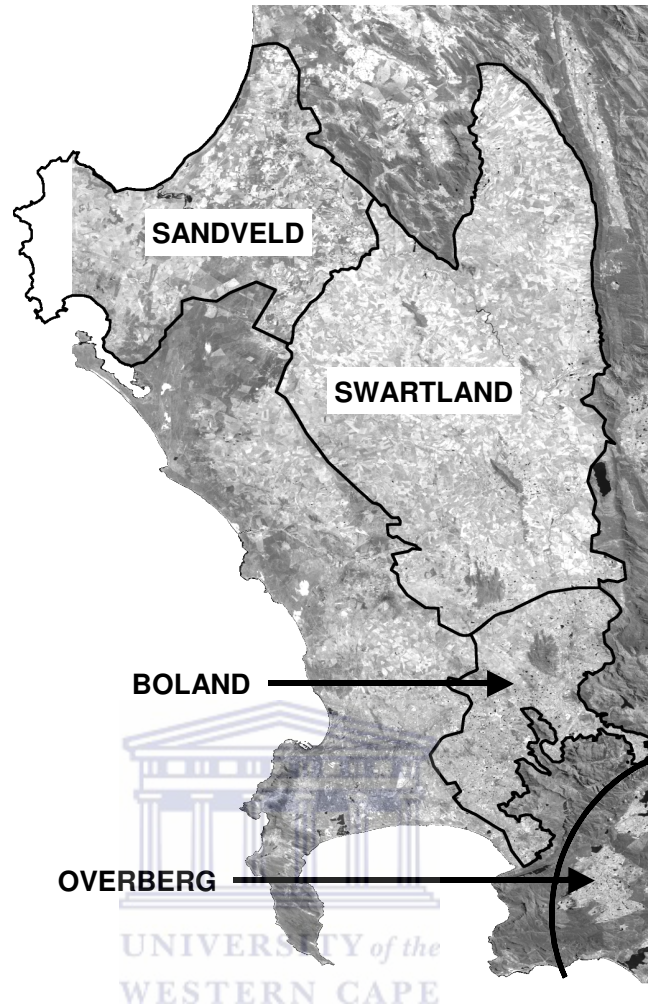 SANDVELD
SWARTLAND
BOLAND
OVERBERG
UNIVERSITY of the
WESTERN CAPE